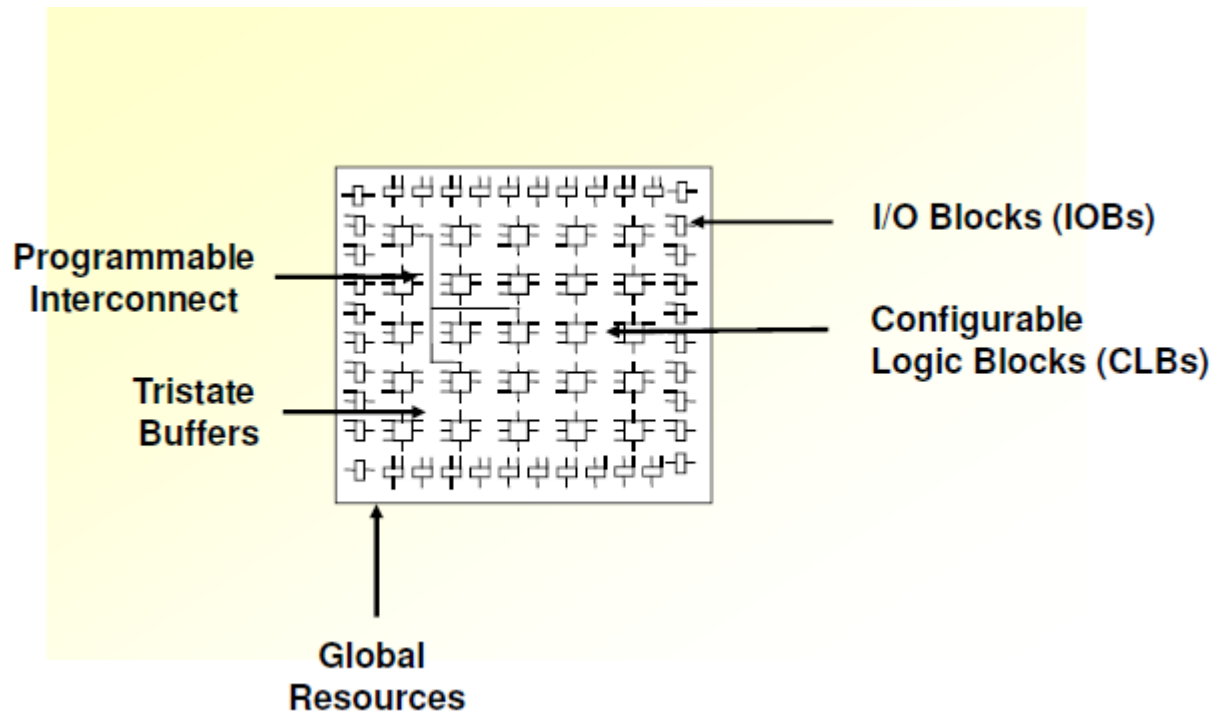 I/O Blocks (IOBs)
Programmable
Interconnect
Configurable
Logic Blocks (CLBs)
Tristate
Buffers
Global
Resources